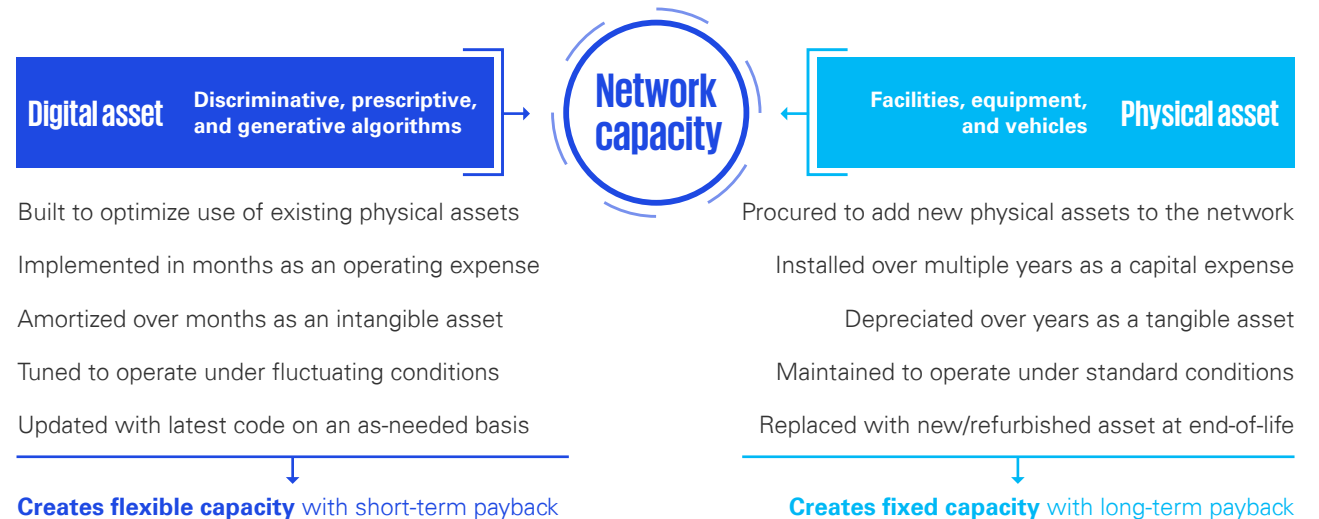 Digital asset
Discriminative, prescriptive,
and generative algorithms
Network
capacity
Facilities, equipment,
and vehicles
Physical asset
Built to optimize use of existing physical assets
Implemented in months as an operating expense
Amortized over months as an intangible asset
Tuned to operate under fluctuating conditions
Updated with latest code on an as-needed basis
Creates flexible capacity with short-term payback
Procured to add new physical assets to the network
Installed over multiple years as a capital expense
Depreciated over years as a tangible asset
Maintained to operate under standard conditions
Replaced with new/refurbished asset at end-of-life
Creates fixed capacity with long-term payback